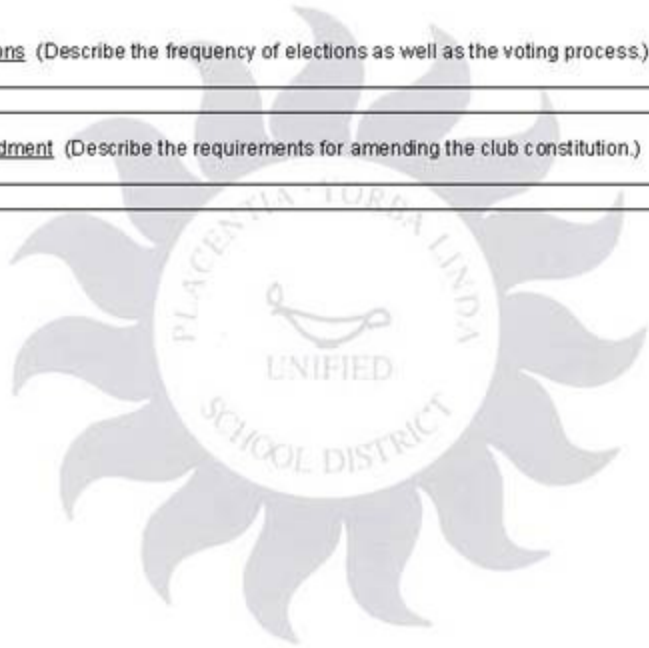 ons (Describe the frequency of elections as well as the voting process.)
dment (Describe the requirements for amending the club constitution.)
PLACENTIA - YORBA LINDA
UNIFIED
SCHOOL DISTRICT